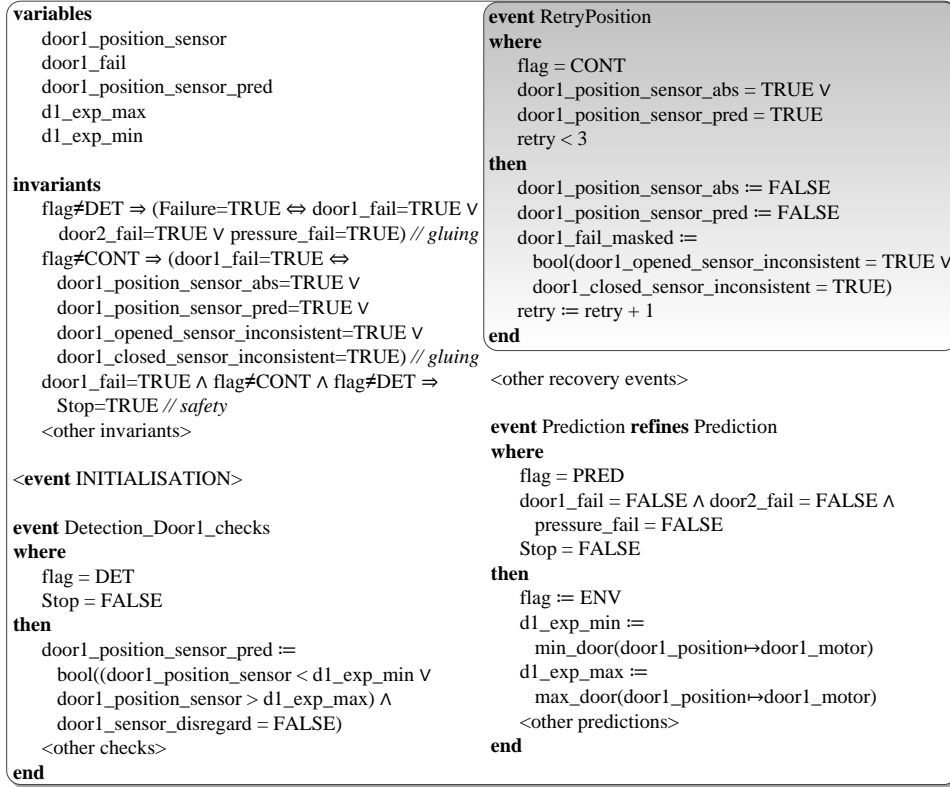 variables
door1_position_sensor
door1_fail
door1_position_sensor_pred
d1_exp_max
d1_exp_min
invariants
flag≠DET ⇒ (Failure=TRUE ⇔ door1_fail=TRUE ∨
door2_fail=TRUE ∨ pressure_fail=TRUE) // gluing
flag≠CONT ⇒ (door1_fail=TRUE ⇔
door1_position_sensor_abs=TRUE ∨
door1_position_sensor_pred=TRUE ∨
door1_opened_sensor_inconsistent=TRUE ∨
door1_closed_sensor_inconsistent=TRUE) // gluing
door1_fail=TRUE ∧ flag≠CONT ∧ flag≠DET ⇒
Stop=TRUE // safety
<other invariants>
<event INITIALISATION>
event Detection_Door1_checks
where
flag = DET
Stop = FALSE
then
door1_position_sensor_pred ≔
bool((door1_position_sensor < d1_exp_min ∨
door1_position_sensor > d1_exp_max) ∧
door1_sensor_disregard = FALSE)
<other checks>
end
event RetryPosition
where
flag = CONT
door1_position_sensor_abs = TRUE ∨
door1_position_sensor_pred = TRUE
retry < 3
then
door1_position_sensor_abs ≔ FALSE
door1_position_sensor_pred ≔ FALSE
door1_fail_masked ≔
bool(door1_opened_sensor_inconsistent = TRUE ∨
door1_closed_sensor_inconsistent = TRUE)
retry ≔ retry + 1
end
<other recovery events>
event Prediction refines Prediction
where
flag = PRED
door1_fail = FALSE ∧ door2_fail = FALSE ∧
pressure_fail = FALSE
Stop = FALSE
then
flag ≔ ENV
d1_exp_min ≔
min_door(door1_position↦door1_motor)
d1_exp_max ≔
max_door(door1_position↦door1_motor)
<other predictions>
end